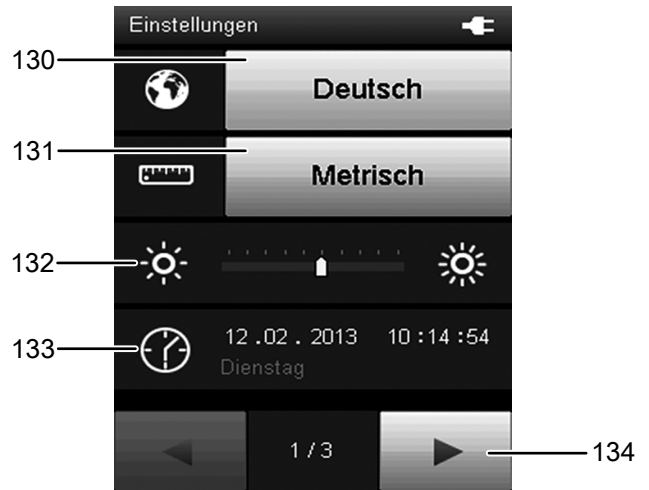 Einstellungen
130
Deutsch
131
Metrisch
132
133
12.02.2013 10:14:54
Dienstag
1/3
134